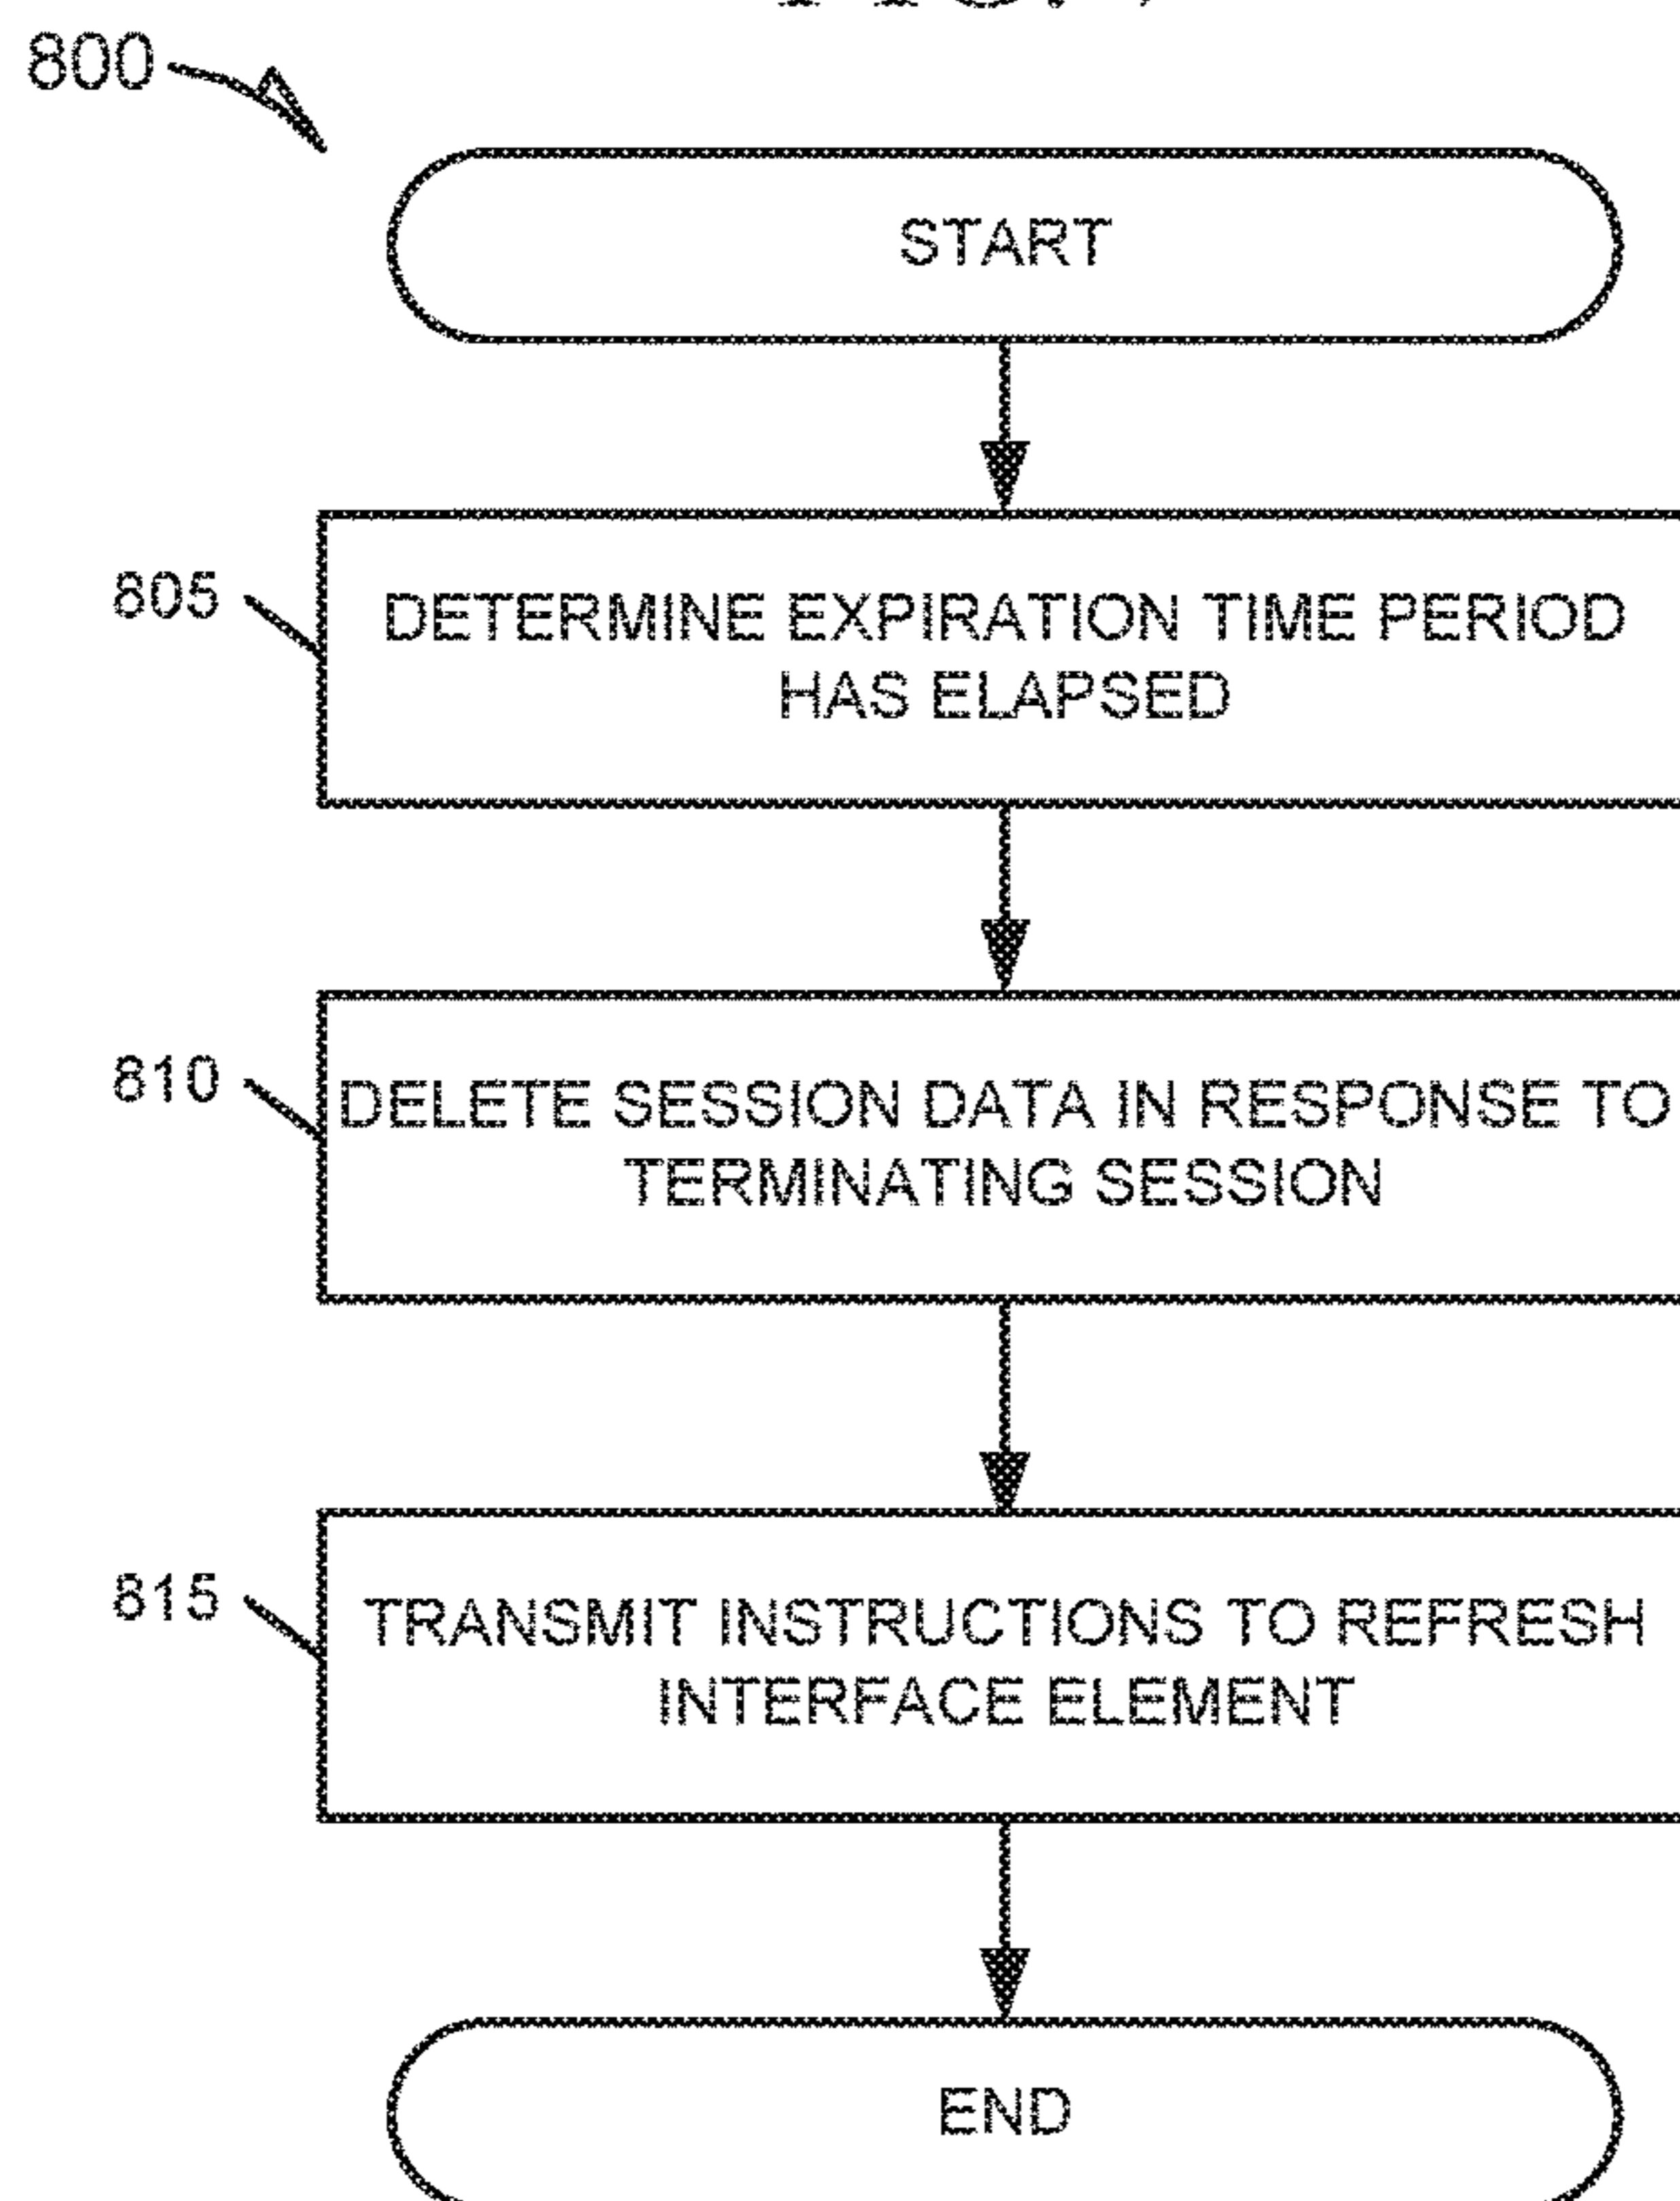 800
START
805
DETERMINE EXPIRATION TIME PERIOD
HAS ELAPSED
810
DELETE SESSION DATA IN RESPONSE TO
TERMINATING SESSION
815
TRANSMIT INSTRUCTIONS TO REFRESH
INTERFACE ELEMENT
END